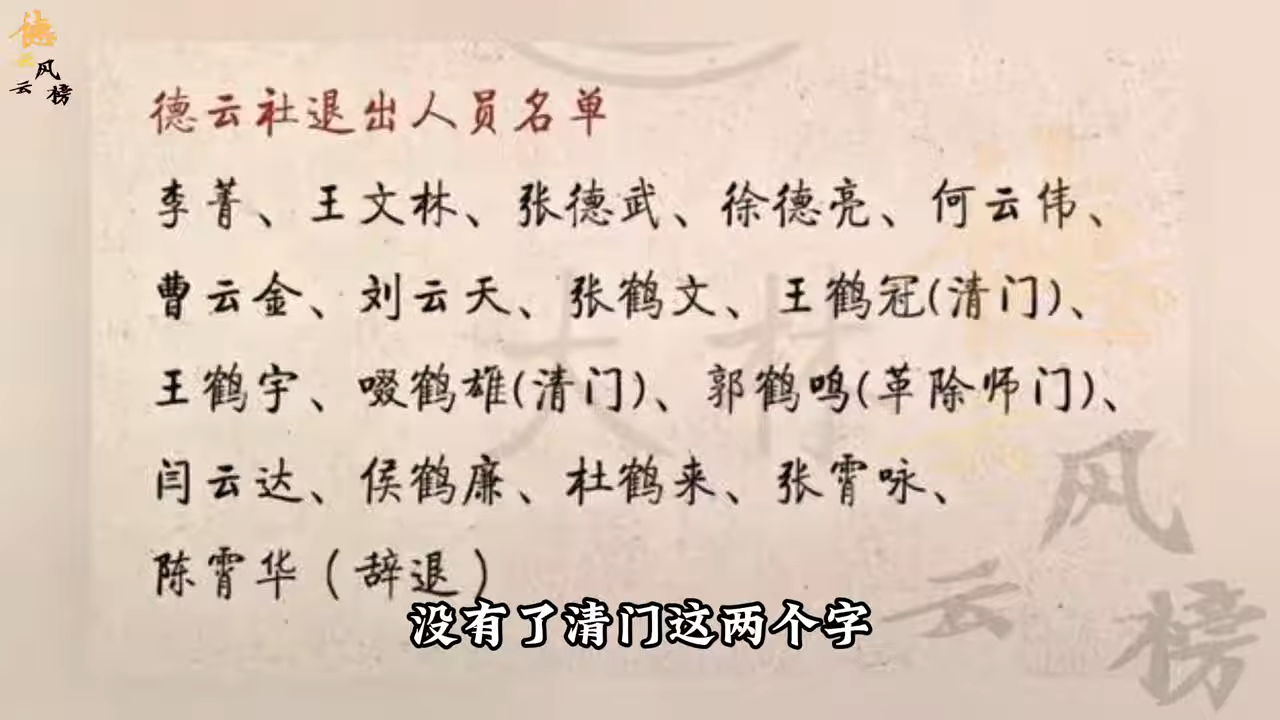 德云风云榜
德云社退出人员名单
李菁、王文林、张德武、徐德亮、何云伟、
曹云金、刘云天、张鹤文、王鹤冠(清门)、
王鹤宇、啜鹤雄(清门)、郭鹤鸣(革除师门)、
闫云达、侯鹤廉、杜鹤来、张霄咏、
陈霄华（辞退）
没有了清门这两个字
风云榜